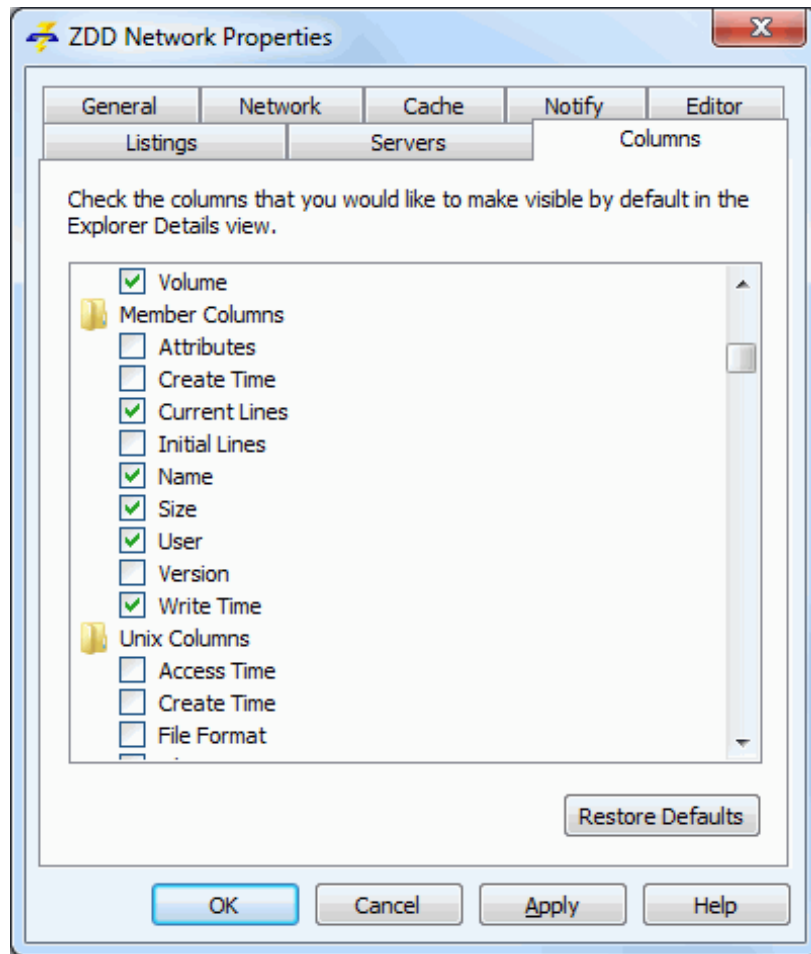 ZDD Network Properties
General Network Cache Notify Editor
Listings Servers Columns
Check the columns that you would like to make visible by default in the
Explorer Details view.
Volume
Member Columns
Attributes
Create Time
Current Lines
Initial Lines
Name
Size
User
Version
Write Time
Unix Columns
Access Time
Create Time
File Format
Restore Defaults
OK Cancel Apply Help